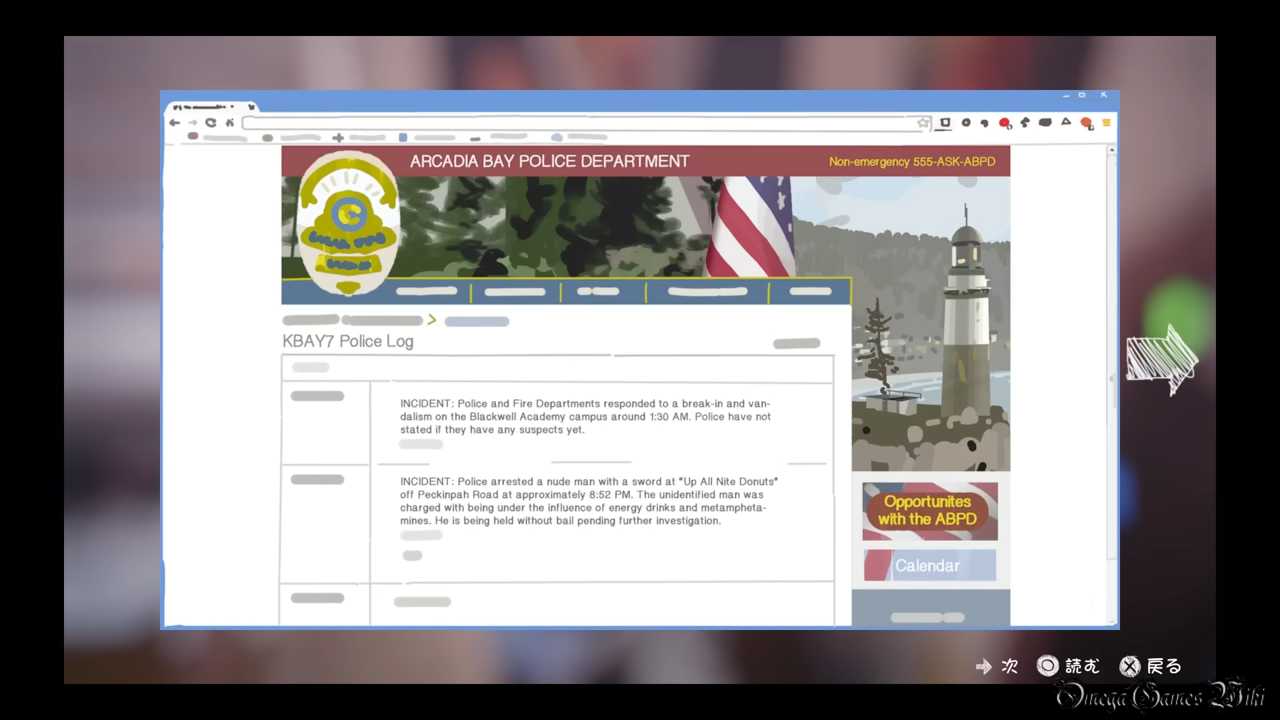 ARCADIA BAY POLICE DEPARTMENT
Non-emergency 555-ASK-ABPD
KBAY7 Police Log
INCIDENT: Police and Fire Departments responded to a break-in and van-
dalism on the Blackwell Academy campus around 1:30 AM. Police have not
stated if they have any suspects yet.
INCIDENT: Police arrested a nude man with a sword at "Up All Nite Donuts"
off Peckinpah Road at approximately 8:52 PM. The unidentified man was
charged with being under the influence of energy drinks and metampheta-
mines. He is being held without bail pending further investigation.
Opportunites
with the ABPD
Calendar
次 読む 戻る
Omega Games Wiki